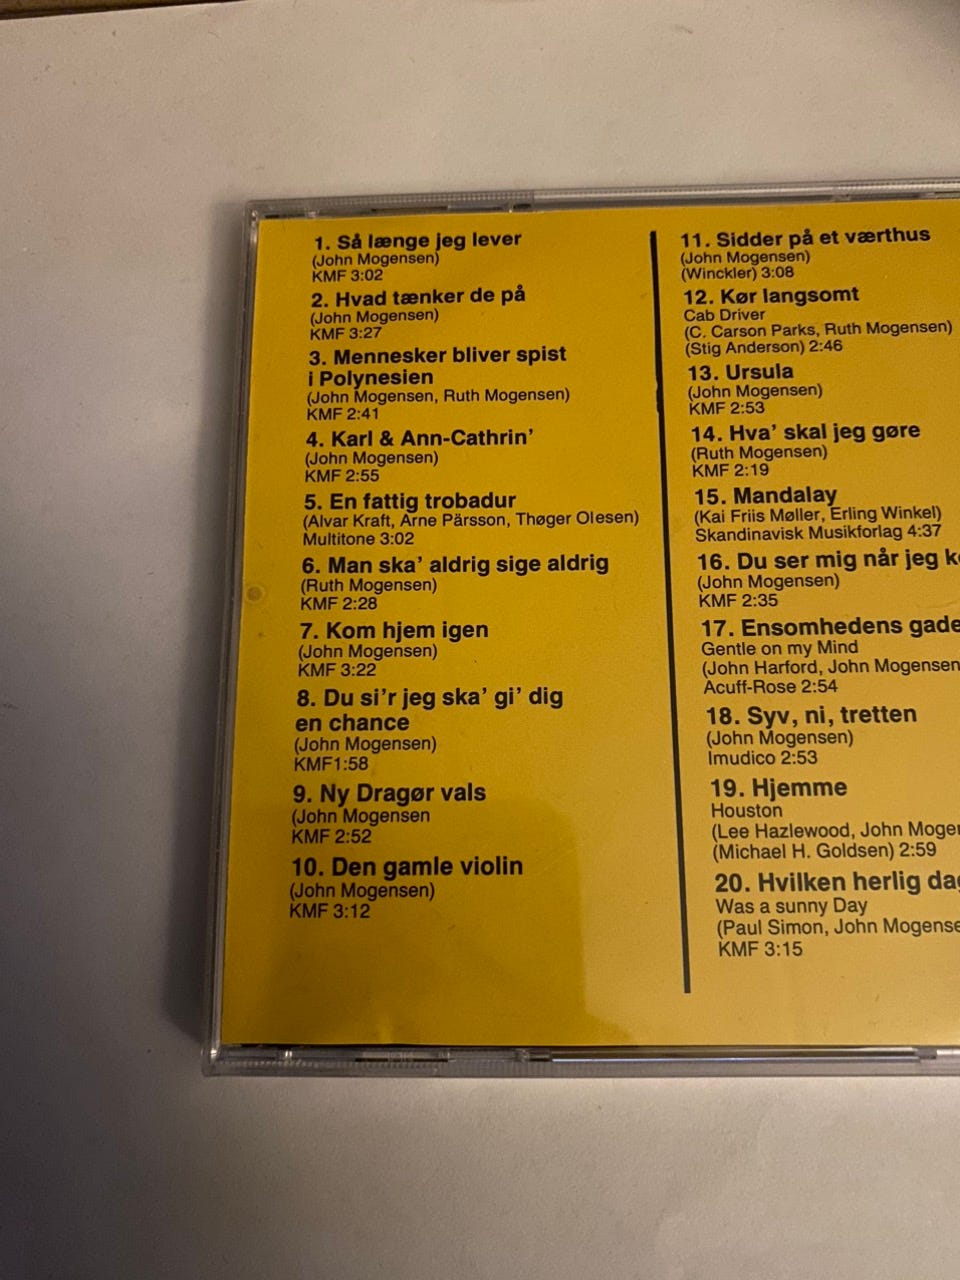 1. Så længe jeg lever
(John Mogensen)
KMF 3:02
2. Hvad tænker de på
(John Mogensen)
KMF 3:27
3. Mennesker bliver spist
i Polynesien
(John Mogensen, Ruth Mogensen)
KMF 2:41
4. Karl & Ann-Cathrin'
(John Mogensen)
KMF 2:55
5. En fattig trobadur
(Alvar Kraft, Arne Pärsson, Thøger Olesen)
Multitone 3:02
6. Man ska' aldrig sige aldrig
(Ruth Mogensen)
KMF 2:28
7. Kom hjem igen
(John Mogensen)
KMF 3:22
8. Du si'r jeg ska' gi' dig
en chance
(John Mogensen)
KMF1:58
9. Ny Dragør vals
(John Mogensen
KMF 2:52
10. Den gamle violin
(John Mogensen)
KMF 3:12
11. Sidder på et værthus
(John Mogensen)
(Winckler) 3:08
12. Kør langsomt
Cab Driver
(C. Carson Parks, Ruth Mogensen)
(Stig Anderson) 2:46
13. Ursula
(John Mogensen)
KMF 2:53
14. Hva' skal jeg gøre
(Ruth Mogensen)
KMF 2:19
15. Mandalay
(Kai Friis Møller, Erling Winkel)
Skandinavisk Musikforlag 4:37
16. Du ser mig når jeg
(John Mogensen)
KMF 2:35
17. Ensomhedens gade
Gentle on my Mind
(John Harford, John Mogensen
Acuff-Rose 2:54
18. Syv, ni, tretten
(John Mogensen)
Imudico 2:53
19. Hjemme
Houston
(Lee Hazlewood, John
(Michael H. Goldsen) 2:59
20. Hvilken herlig
Was a sunny Day
(Paul Simon, John
KMF 3:15